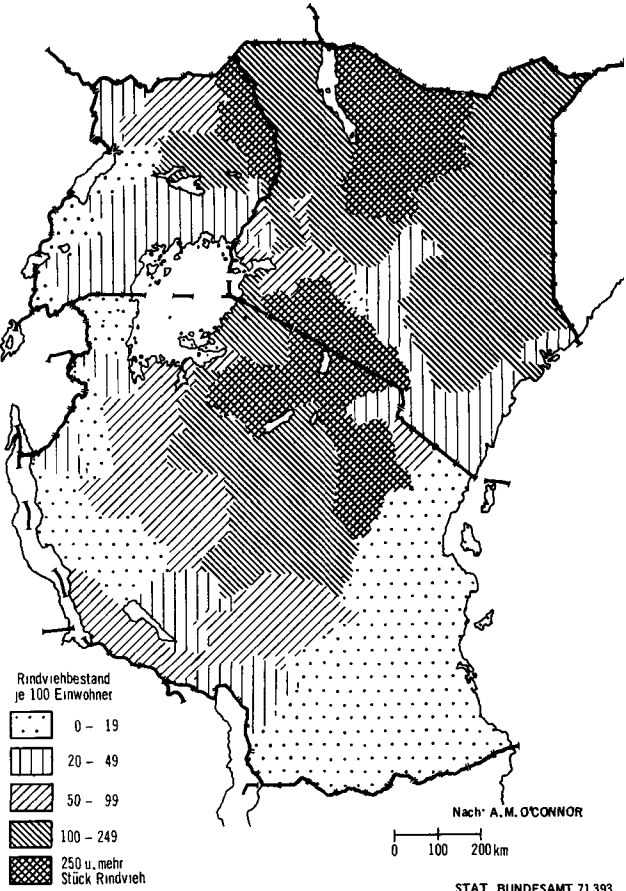 Rindviehbestand
je 100 Einwohner
0 - 19
20 - 49
50 - 99
100 - 249
250 u. mehr
Stück Rindvieh
Nach: A.M. O'CONNOR
0 100 200 km
STAT. BUNDESAMT 71 393